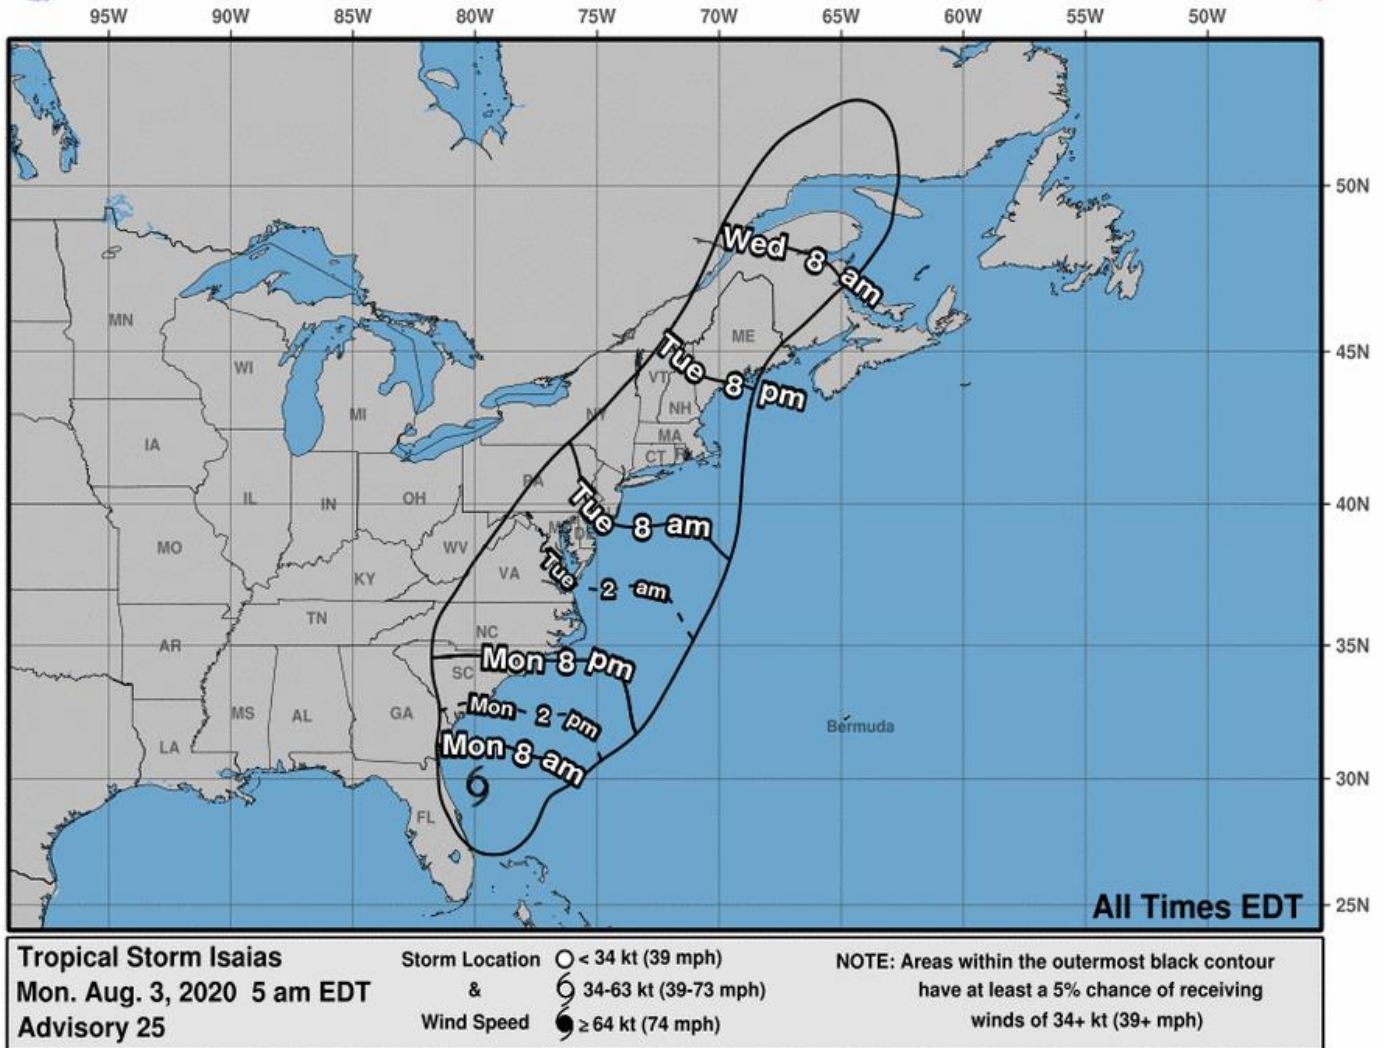 95W 90W 85W 80W 75W 70W 65W 60W 55W 50W
50N
Wed 8 am
MN
ME
45N
Tue 8 pm
WI
VT
MI
NY
NH
MA
IA
CT RI
PA
IL
IN
OH
40N
Tue 8 am
DE
MO
WV
VA
KY
Tue 2 am
TN
NC
AR
35N
Mon 8 pm
SC
MS
AL
GA
Mon 2 pm
Bermuda
LA
Mon 8 am
30N
FL
25N
All Times EDT
Tropical Storm Isaias
Mon. Aug. 3, 2020 5 am EDT
Advisory 25
Storm Location
&
Wind Speed
< 34 kt (39 mph)
34-63 kt (39-73 mph)
≥ 64 kt (74 mph)
NOTE: Areas within the outermost black contour
have at least a 5% chance of receiving
winds of 34+ kt (39+ mph)